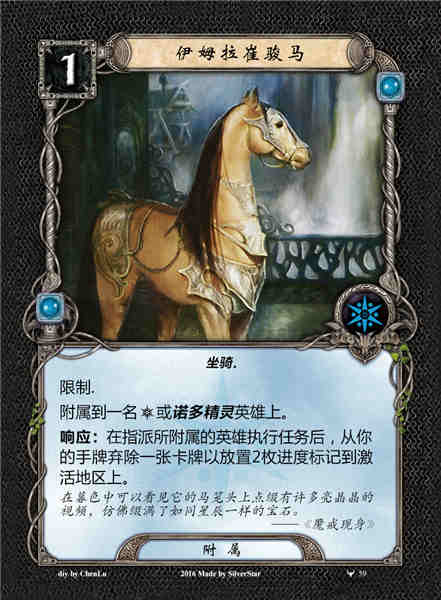 伊姆拉崔骏马
1
坐骑.
限制.
附属到一名 或诺多精灵英雄上。
响应：在指派所附属的英雄执行任务后，从你
的手牌弃除一张卡牌以放置2枚进度标记到激
活地区上。
在暮色中可以看见它的马笼头上点缀有许多亮晶晶的
视频，仿佛缀满了如同星辰一样的宝石。
——《魔戒现身》
附属
diy by ChenLu
2016 Made by SilverStar
59